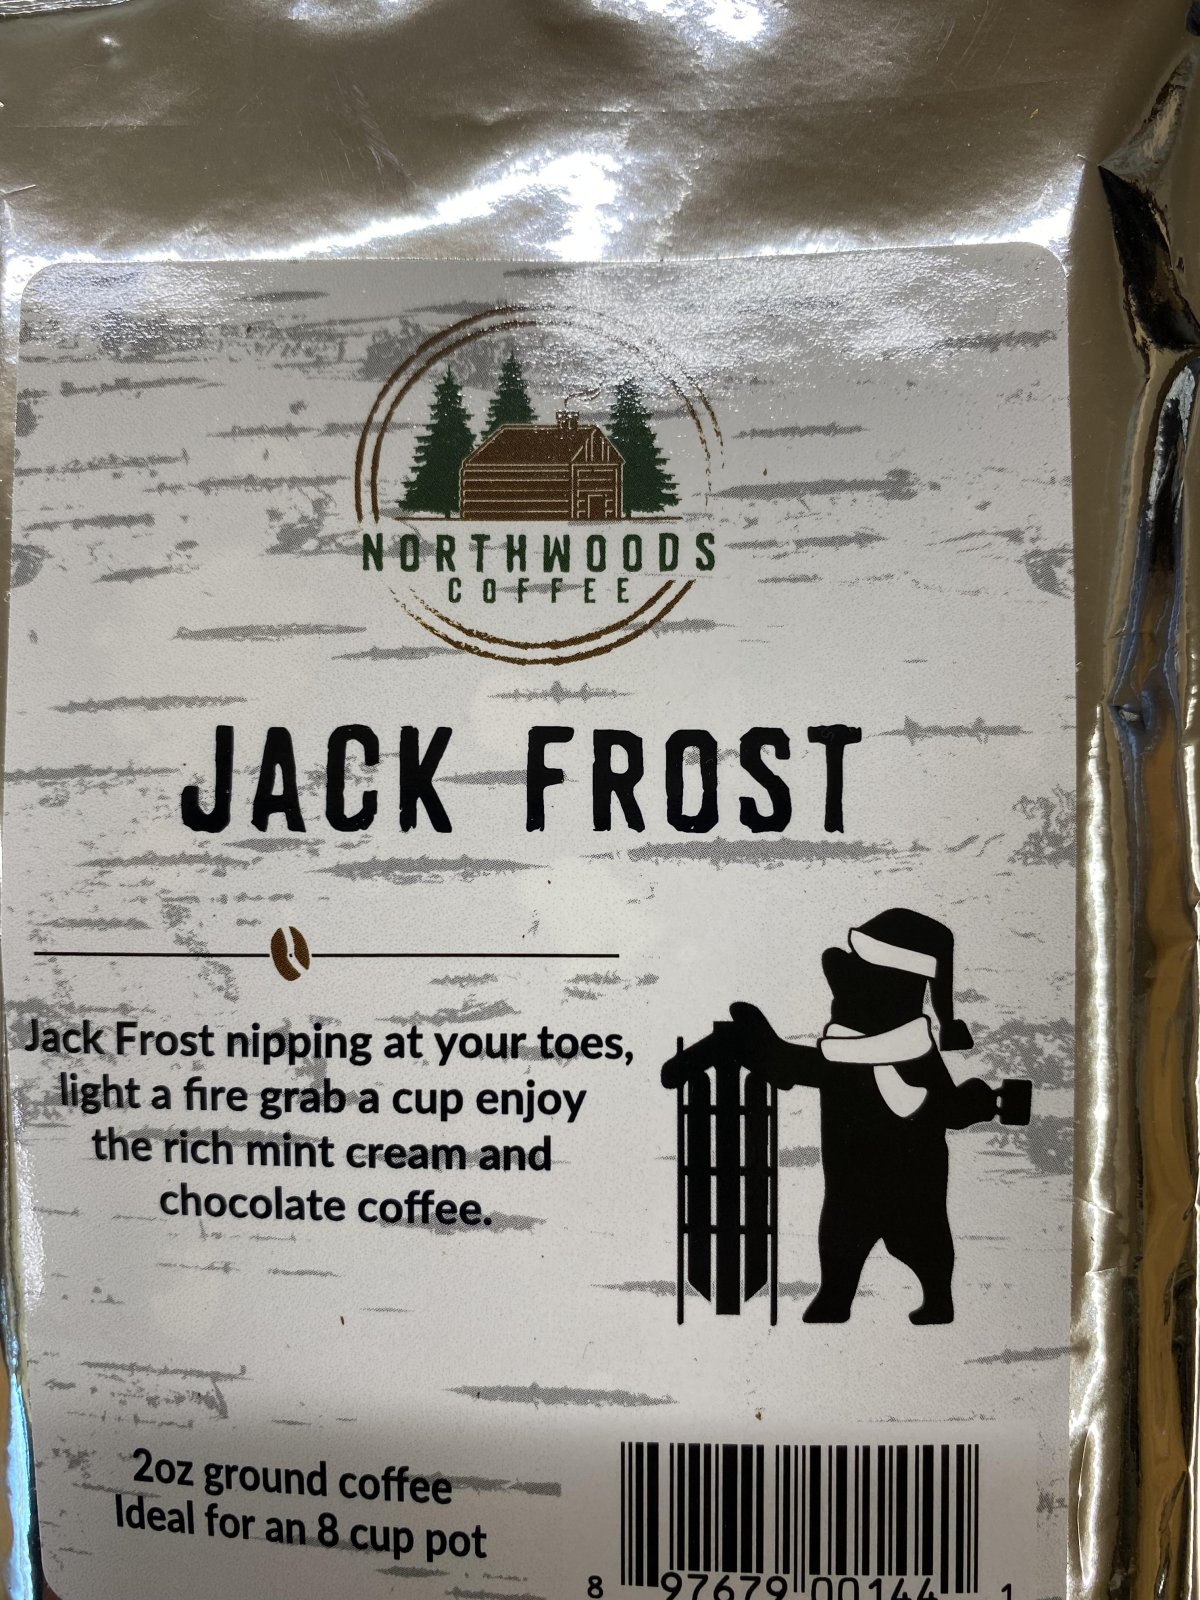 NORTHWOODS
COFFEE
JACK FROST
Jack Frost nipping at your toes,
light a fire grab a cup enjoy
the rich mint cream and
chocolate coffee.
2oz ground coffee
Ideal for an 8 cup pot
8 97679 00144 1